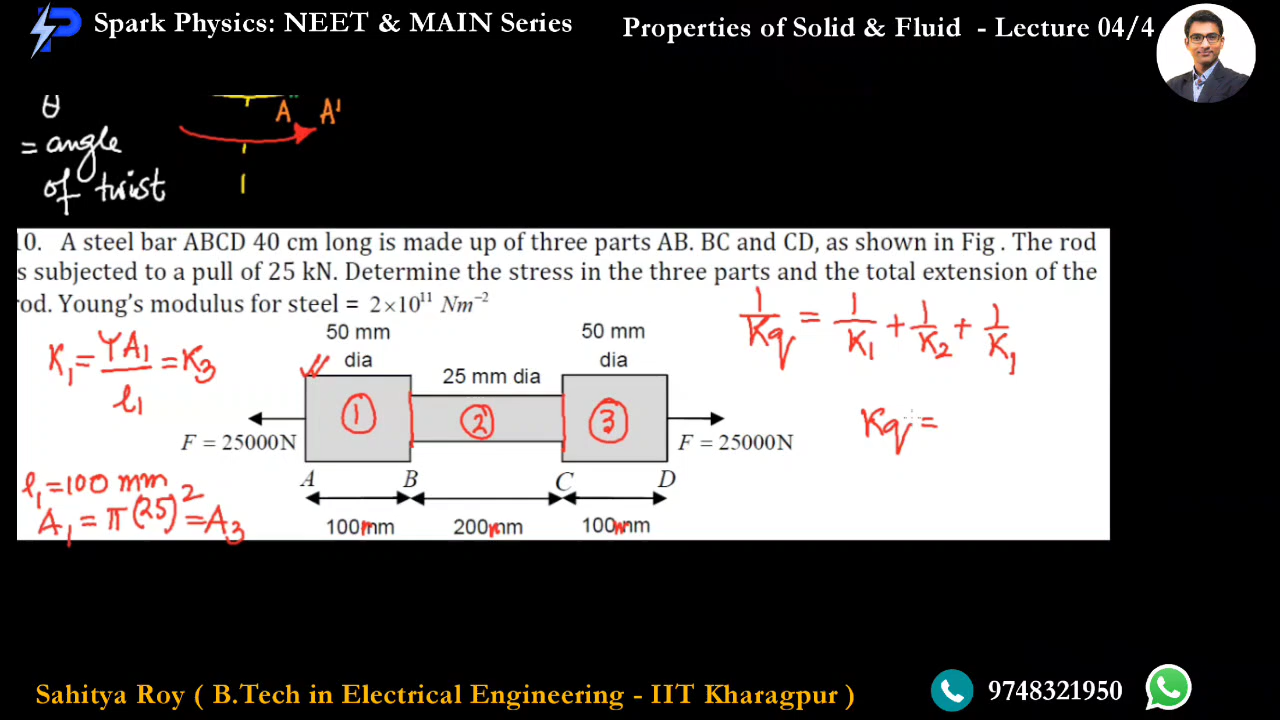 Spark Physics: NEET & MAIN Series
Properties of Solid & Fluid - Lecture 04/4
θ
= angle
of twist
A A'
10. A steel bar ABCD 40 cm long is made up of three parts AB. BC and CD, as shown in Fig . The rod
s subjected to a pull of 25 kN. Determine the stress in the three parts and the total extension of the
od. Young's modulus for steel = 2×10¹¹ Nm⁻²
1/Kq = 1/K₁ + 1/K₂ + 1/K₁
K₁ = YA₁/l₁ = K₃
50 mm
dia
25 mm dia
50 mm
dia
① ② ③
Kq =
F = 25000N
F = 25000N
l₁ = 100 mm
A₁ = π(25)² = A₃
A B C D
100mm 200mm 100mm
Sahitya Roy ( B.Tech in Electrical Engineering - IIT Kharagpur )
9748321950